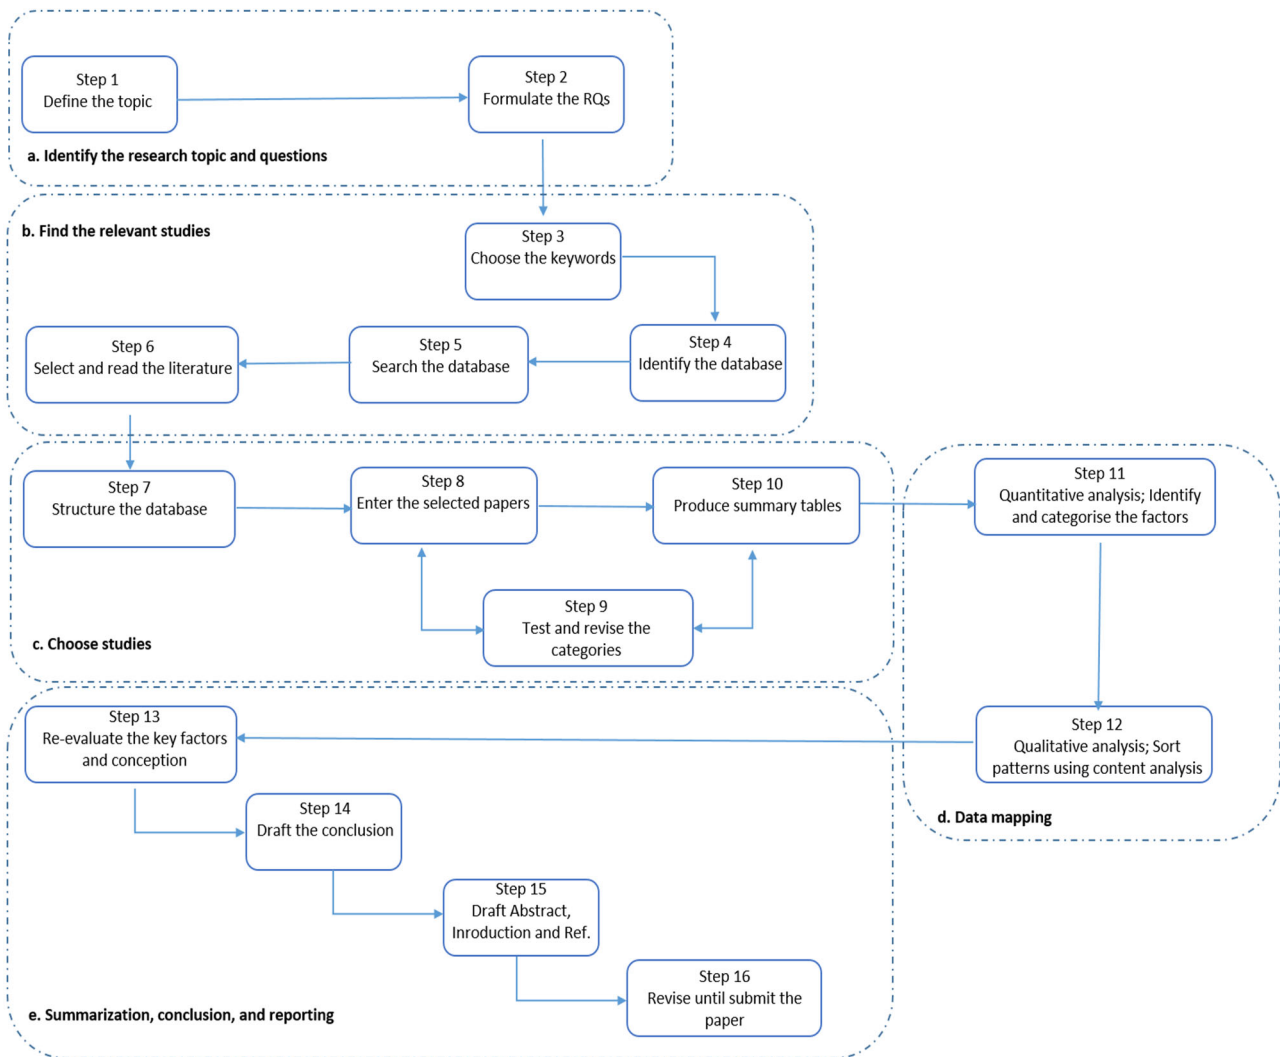 Step 1
Define the topic
Step 2
Formulate the RQs
a. Identify the research topic and questions
b. Find the relevant studies
Step 3
Choose the keywords
Step 6
Select and read the literature
Step 5
Search the database
Step 4
Identify the database
Step 7
Structure the database
Step 8
Enter the selected papers
Step 10
Produce summary tables
Step 11
Quantitative analysis; Identify
and categorise the factors
Step 9
Test and revise the
categories
c. Choose studies
Step 13
Re-evaluate the key factors
and conception
Step 12
Qualitative analysis; Sort
patterns using content analysis
d. Data mapping
Step 14
Draft the conclusion
Step 15
Draft Abstract,
Inroduction and Ref.
Step 16
Revise until submit the
paper
e. Summarization, conclusion, and reporting